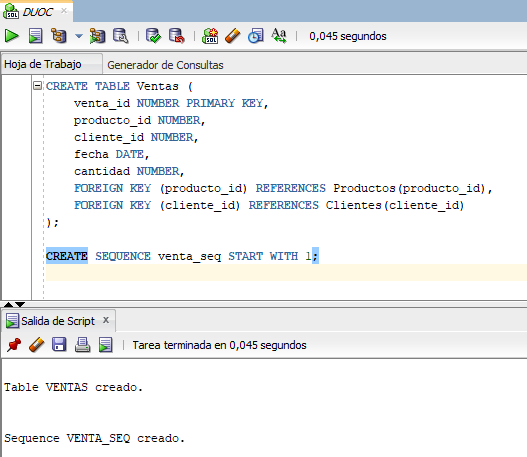 DUOC
SQL
0,045 segundos
Hoja de Trabajo
Generador de Consultas
CREATE TABLE Ventas (
venta_id NUMBER PRIMARY KEY,
producto_id NUMBER,
cliente_id NUMBER,
fecha DATE,
cantidad NUMBER,
FOREIGN KEY (producto_id) REFERENCES Productos(producto_id),
FOREIGN KEY (cliente_id) REFERENCES Clientes(cliente_id)
);
CREATE SEQUENCE venta_seq START WITH 1;
Salida de Script x
Tarea terminada en 0,045 segundos
Table VENTAS creado.
Sequence VENTA_SEQ creado.